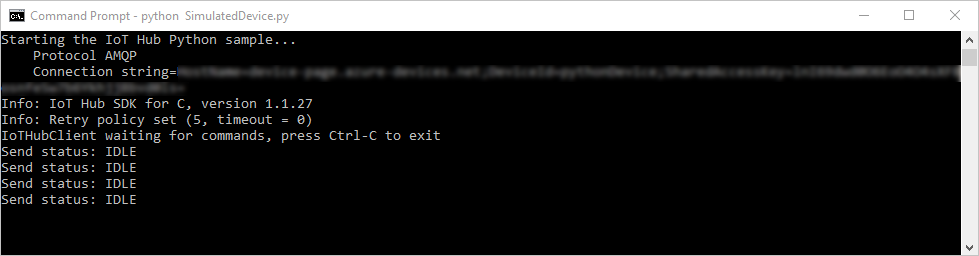 Command Prompt - python  SimulatedDevice.py
Starting the IoT Hub Python sample...
    Protocol AMQP
    Connection string=
Info: IoT Hub SDK for C, version 1.1.27
Info: Retry policy set (5, timeout = 0)
IoTHubClient waiting for commands, press Ctrl-C to exit
Send status: IDLE
Send status: IDLE
Send status: IDLE
Send status: IDLE